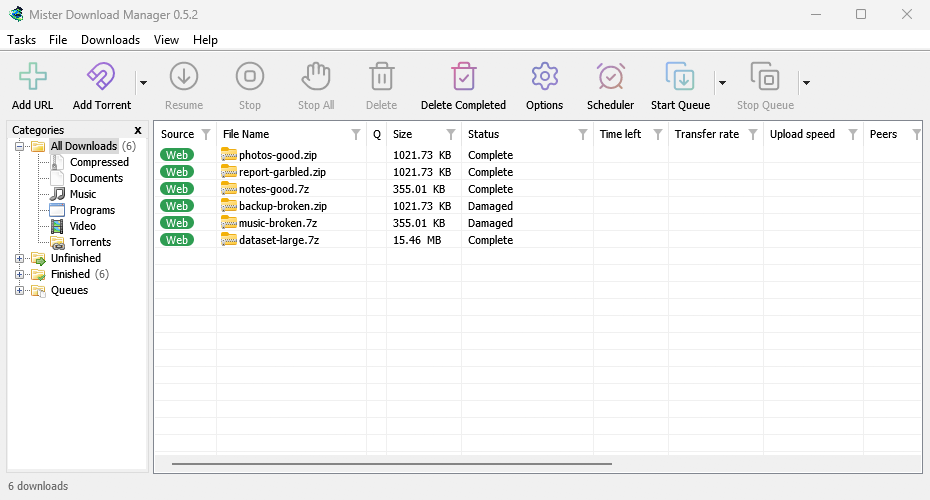 Mister Download Manager 0.5.2
Tasks File Downloads View Help
Add URL Add Torrent Resume Stop Stop All Delete Delete Completed Options Scheduler Start Queue Stop Queue
Categories x
Source File Name Q Size Status Time left Transfer rate Upload speed Peers
All Downloads (6)
Compressed
Documents
Music
Programs
Video
Torrents
Unfinished
Finished (6)
Queues
Web photos-good.zip 1021.73 KB Complete
Web report-garbled.zip 1021.73 KB Complete
Web notes-good.7z 355.01 KB Complete
Web backup-broken.zip 1021.73 KB Damaged
Web music-broken.7z 355.01 KB Damaged
Web dataset-large.7z 15.46 MB Complete
6 downloads